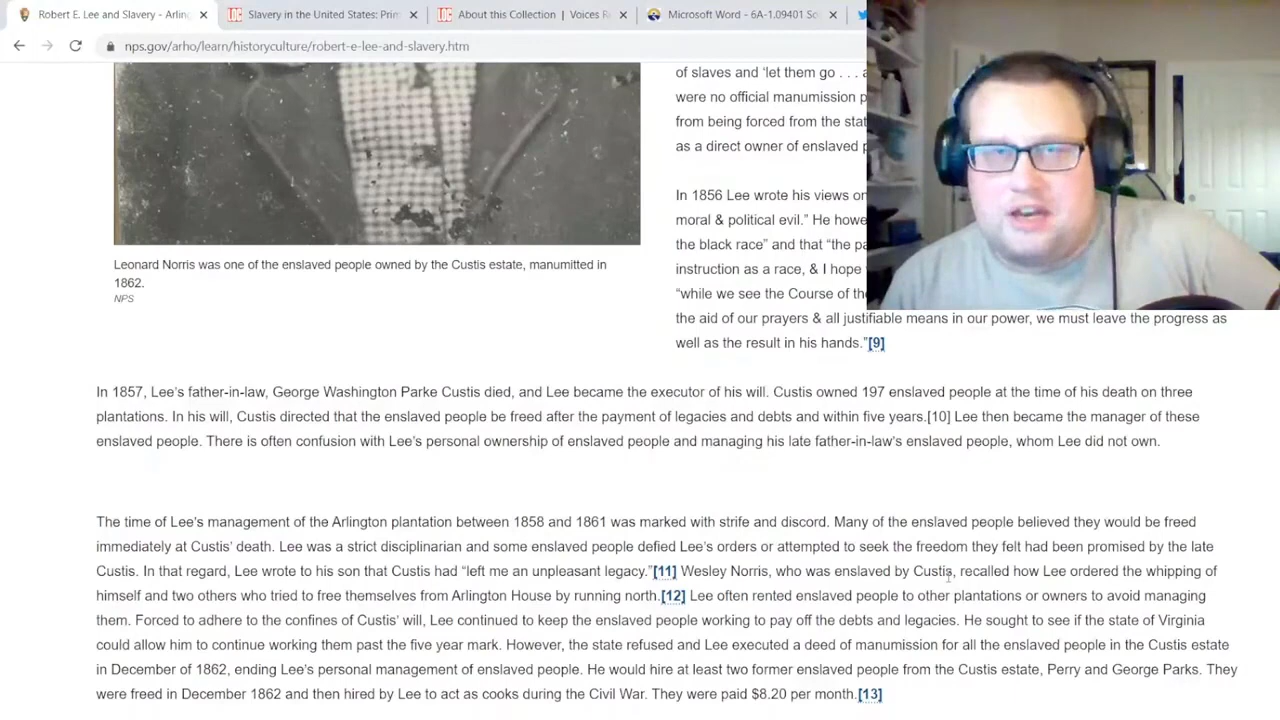 Robert E. Lee and Slavery - Arlin
Slavery in the United States: Prim
About this Collection | Voices R
Microsoft Word - 6A-1.09401 So
nps.gov/arho/learn/historyculture/robert-e-lee-and-slavery.htm
Leonard Norris was one of the enslaved people owned by the Custis estate, manumitted in
1862.
NPS
of slaves and ‘let them go . . .
were no official manumission p
from being forced from the stat
as a direct owner of enslaved
In 1856 Lee wrote his views on
moral & political evil.” He howe
the black race” and that “the pa
instruction as a race, & I hope
“while we see the Course of the
the aid of our prayers & all justifiable means in our power, we must leave the progress as
well as the result in his hands.”[9]
In 1857, Lee’s father-in-law, George Washington Parke Custis died, and Lee became the executor of his will. Custis owned 197 enslaved people at the time of his death on three
plantations. In his will, Custis directed that the enslaved people be freed after the payment of legacies and debts and within five years.[10] Lee then became the manager of these
enslaved people. There is often confusion with Lee’s personal ownership of enslaved people and managing his late father-in-law’s enslaved people, whom Lee did not own.
The time of Lee’s management of the Arlington plantation between 1858 and 1861 was marked with strife and discord. Many of the enslaved people believed they would be freed
immediately at Custis’ death. Lee was a strict disciplinarian and some enslaved people defied Lee’s orders or attempted to seek the freedom they felt had been promised by the late
Custis. In that regard, Lee wrote to his son that Custis had “left me an unpleasant legacy.”[11] Wesley Norris, who was enslaved by Custis, recalled how Lee ordered the whipping of
himself and two others who tried to free themselves from Arlington House by running north.[12] Lee often rented enslaved people to other plantations or owners to avoid managing
them. Forced to adhere to the confines of Custis’ will, Lee continued to keep the enslaved people working to pay off the debts and legacies. He sought to see if the state of Virginia
could allow him to continue working them past the five year mark. However, the state refused and Lee executed a deed of manumission for all the enslaved people in the Custis estate
in December of 1862, ending Lee’s personal management of enslaved people. He would hire at least two former enslaved people from the Custis estate, Perry and George Parks. They
were freed in December 1862 and then hired by Lee to act as cooks during the Civil War. They were paid $8.20 per month.[13]